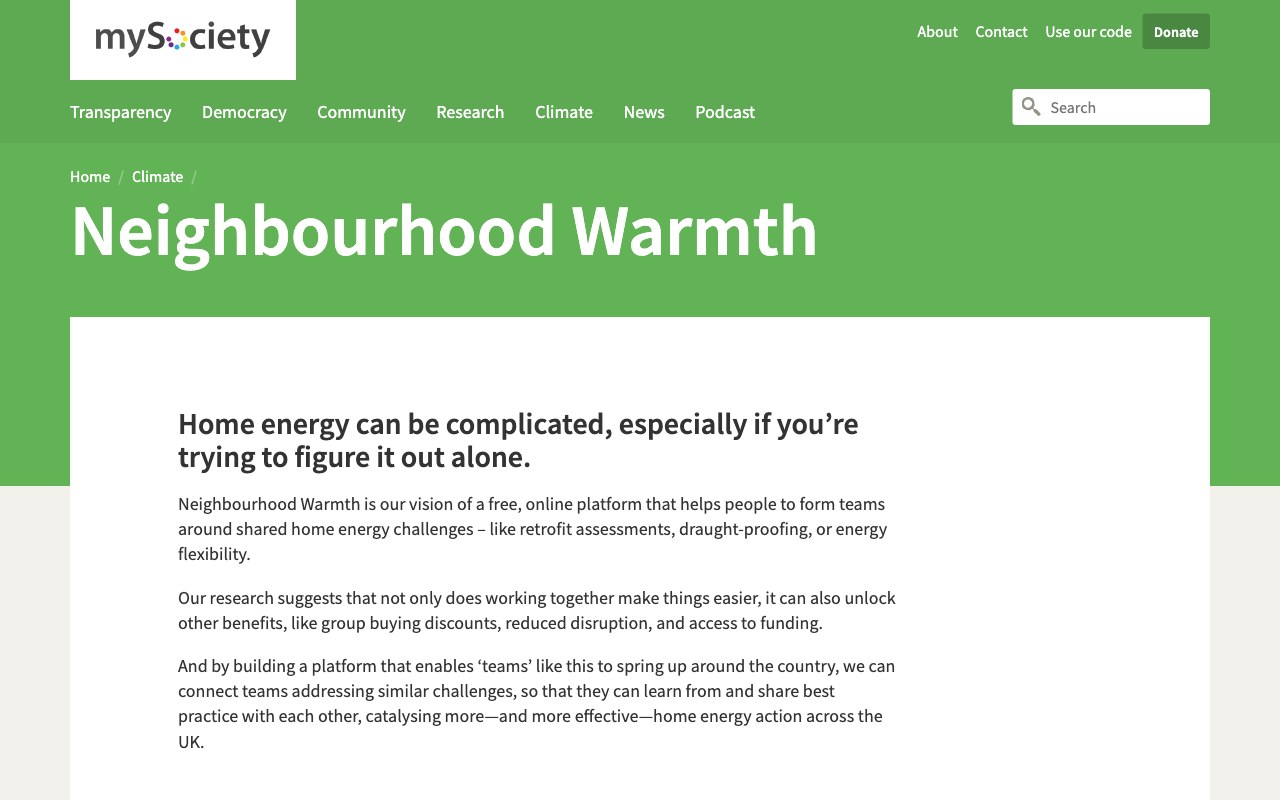 mySociety
About Contact Use our code Donate
Transparency Democracy Community Research Climate News Podcast
Search
Home / Climate /
Neighbourhood Warmth
Home energy can be complicated, especially if you’re
trying to figure it out alone.
Neighbourhood Warmth is our vision of a free, online platform that helps people to form teams
around shared home energy challenges – like retrofit assessments, draught-proofing, or energy
flexibility.
Our research suggests that not only does working together make things easier, it can also unlock
other benefits, like group buying discounts, reduced disruption, and access to funding.
And by building a platform that enables ‘teams’ like this to spring up around the country, we can
connect teams addressing similar challenges, so that they can learn from and share best
practice with each other, catalysing more—and more effective—home energy action across the
UK.